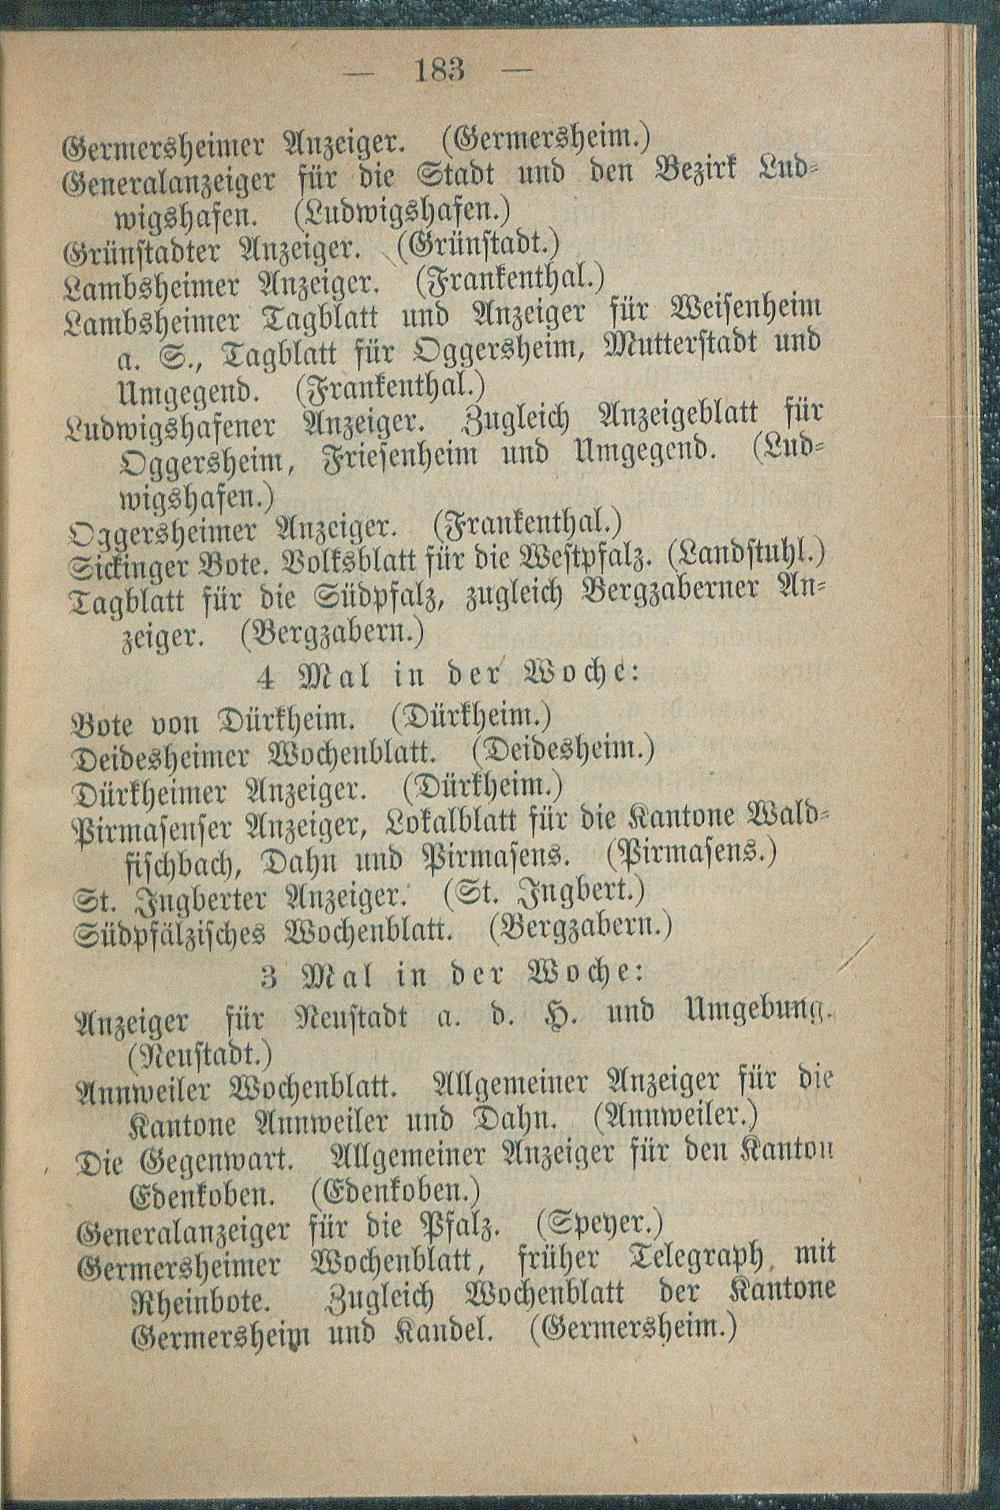 — 183 —
Germersheimer Anzeiger. (Germersheim.)
Generalanzeiger für die Stadt und den Bezirk Lud-
wigshafen. (Ludwigshafen.)
Grünstadter Anzeiger. (Grünstadt.)
Lambsheimer Anzeiger. (Frankenthal.)
Lambsheimer Tagblatt und Anzeiger für Weisenheim
a. S., Tagblatt für Oggersheim, Mutterstadt und
Umgegend. (Frankenthal.)
Ludwigshafener Anzeiger. Zugleich Anzeigeblatt für
Oggersheim, Friesenheim und Umgegend. (Lud-
wigshafen.)
Oggersheimer Anzeiger. (Frankenthal.)
Sickinger Bote. Volksblatt für die Westpfalz. (Landstuhl.)
Tagblatt für die Südpfalz, zugleich Bergzaberner An-
zeiger. (Bergzabern.)
4 Mal in der Woche:
Bote von Dürkheim. (Dürkheim.)
Deidesheimer Wochenblatt. (Deidesheim.)
Dürkheimer Anzeiger. (Dürkheim.)
Pirmasenser Anzeiger, Lokalblatt für die Kantone Wald-
fischbach, Dahn und Pirmasens. (Pirmasens.)
St. Ingberter Anzeiger. (St. Ingbert.)
Südpfälzisches Wochenblatt. (Bergzabern.)
3 Mal in der Woche:
Anzeiger für Neustadt a. d. H. und Umgebung.
(Neustadt.)
Annweiler Wochenblatt. Allgemeiner Anzeiger für die
Kantone Annweiler und Dahn. (Annweiler.)
Die Gegenwart. Allgemeiner Anzeiger für den Kanton
Edenkoben. (Edenkoben.)
Generalanzeiger für die Pfalz. (Speyer.)
Germersheimer Wochenblatt, früher Telegraph mit
Rheinbote. Zugleich Wochenblatt der Kantone
Germersheim und Kandel. (Germersheim.)